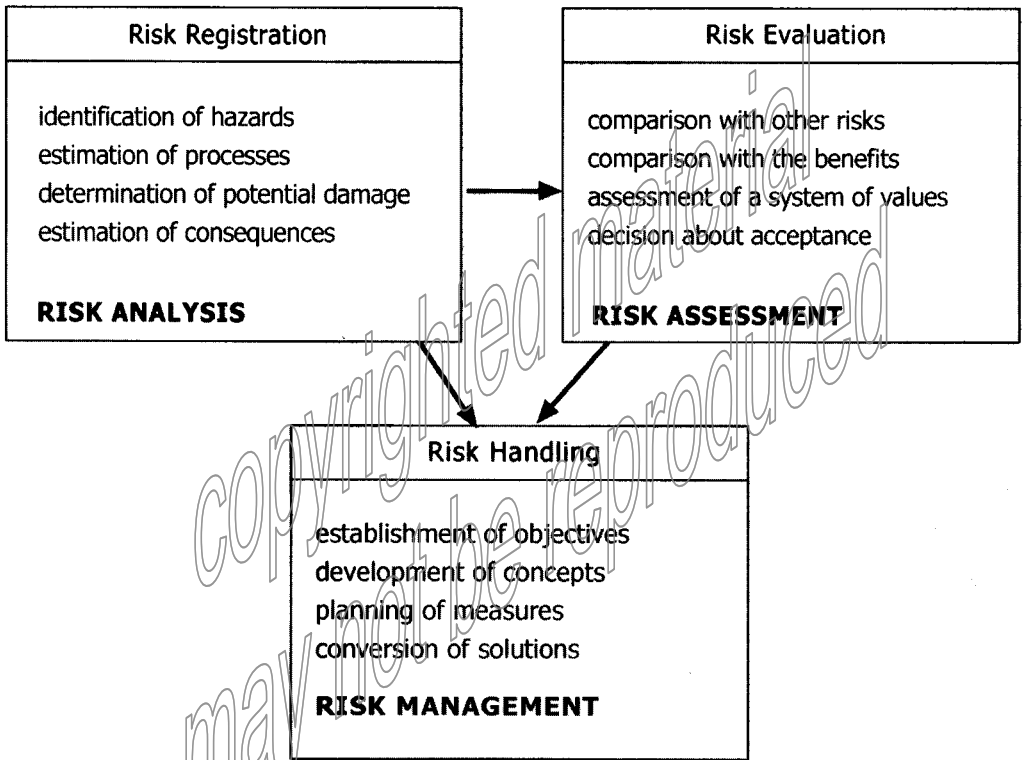 Risk Registration
identification of hazards
estimation of processes
determination of potential damage
estimation of consequences
RISK ANALYSIS
Risk Evaluation
comparison with other risks
comparison with the benefits
assessment of a system of values
decision about acceptance
RISK ASSESSMENT
Risk Handling
establishment of objectives
development of concepts
planning of measures
conversion of solutions
RISK MANAGEMENT
copyrighted material
may not be reproduced